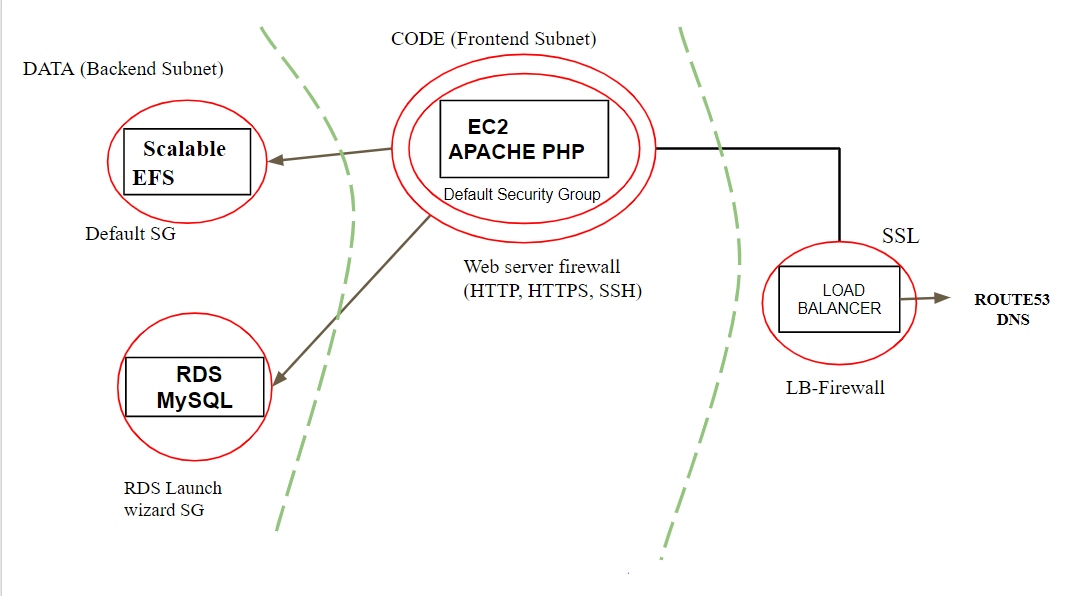 DATA (Backend Subnet)
Scalable
EFS
Default SG
RDS
MySQL
RDS Launch
wizard SG
CODE (Frontend Subnet)
EC2
APACHE PHP
Default Security Group
Web server firewall
(HTTP, HTTPS, SSH)
SSL
LOAD
BALANCER
LB-Firewall
ROUTE53
DNS